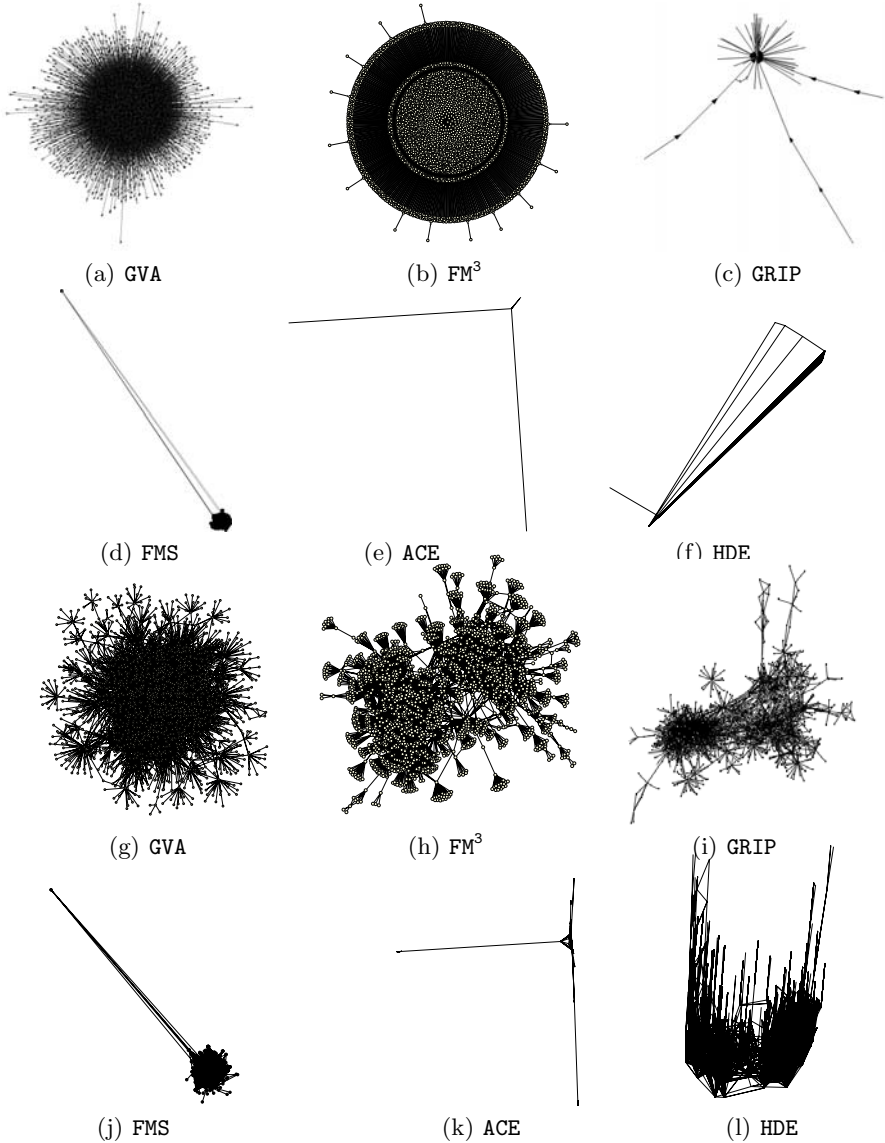 (a) GVA
(b) FM³
(c) GRIP
(d) FMS
(e) ACE
(f) HDE
(g) GVA
(h) FM³
(i) GRIP
(j) FMS
(k) ACE
(l) HDE